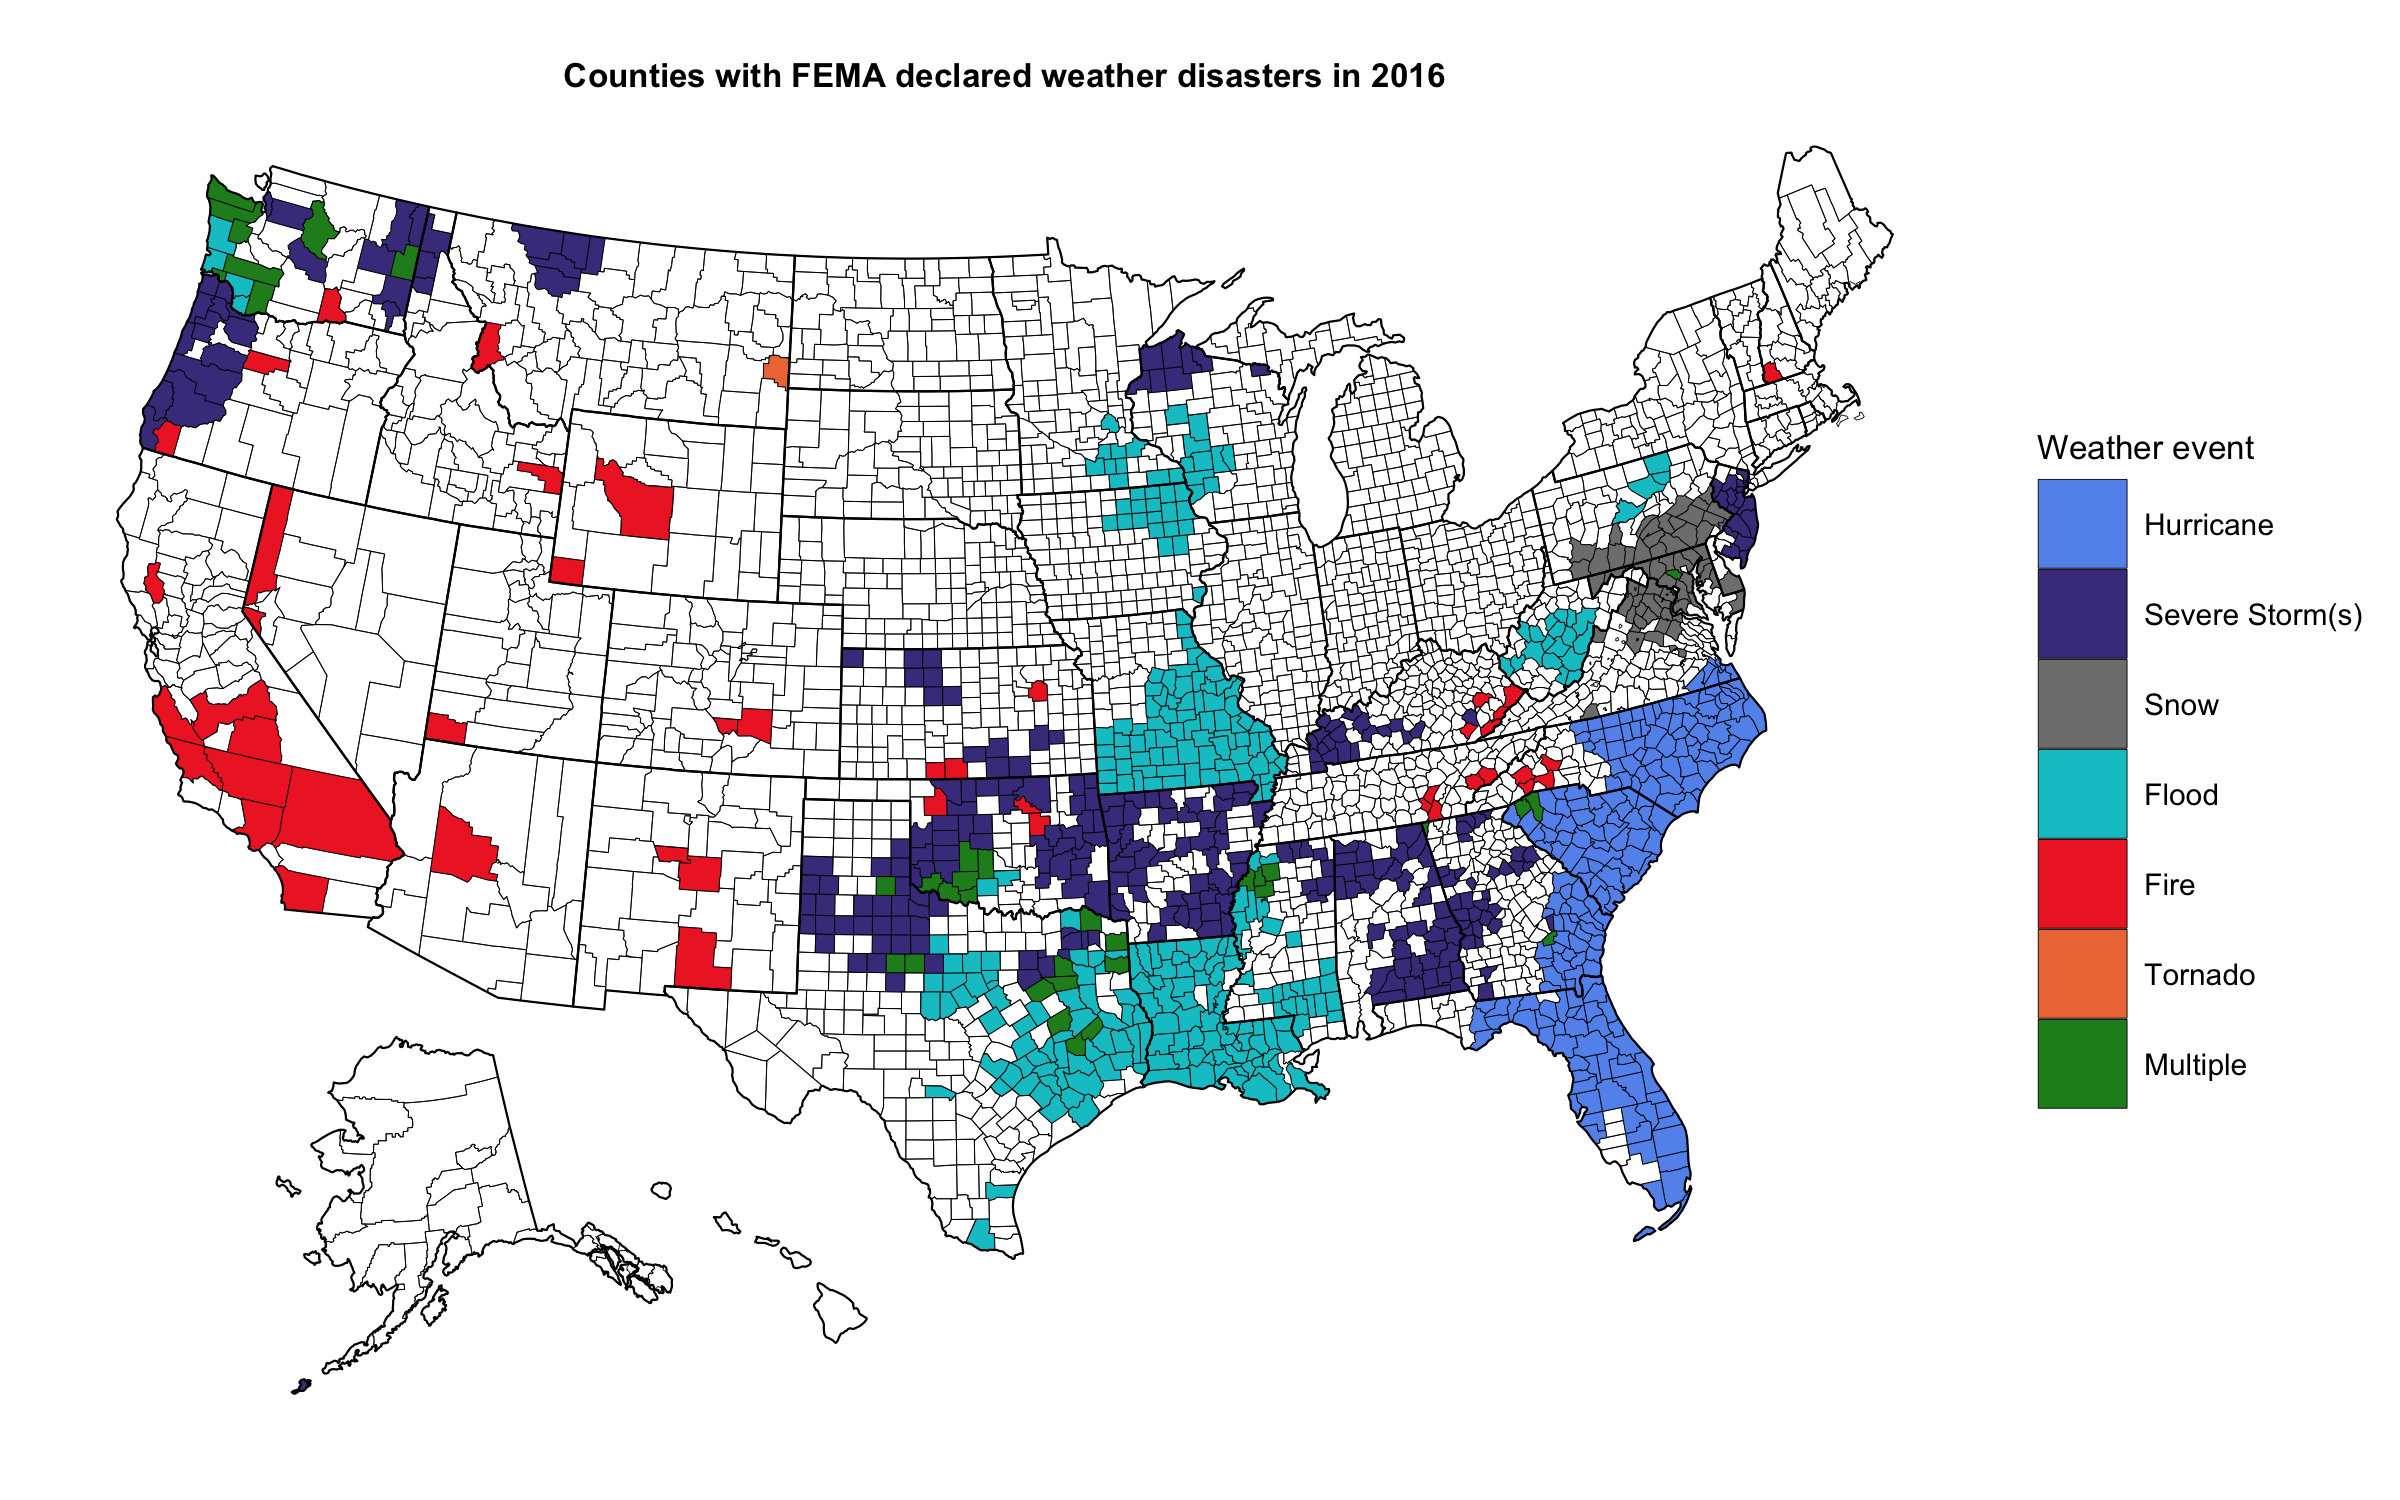 Counties with FEMA declared weather disasters in 2016
Weather event
Hurricane
Severe Storm(s)
Snow
Flood
Fire
Tornado
Multiple